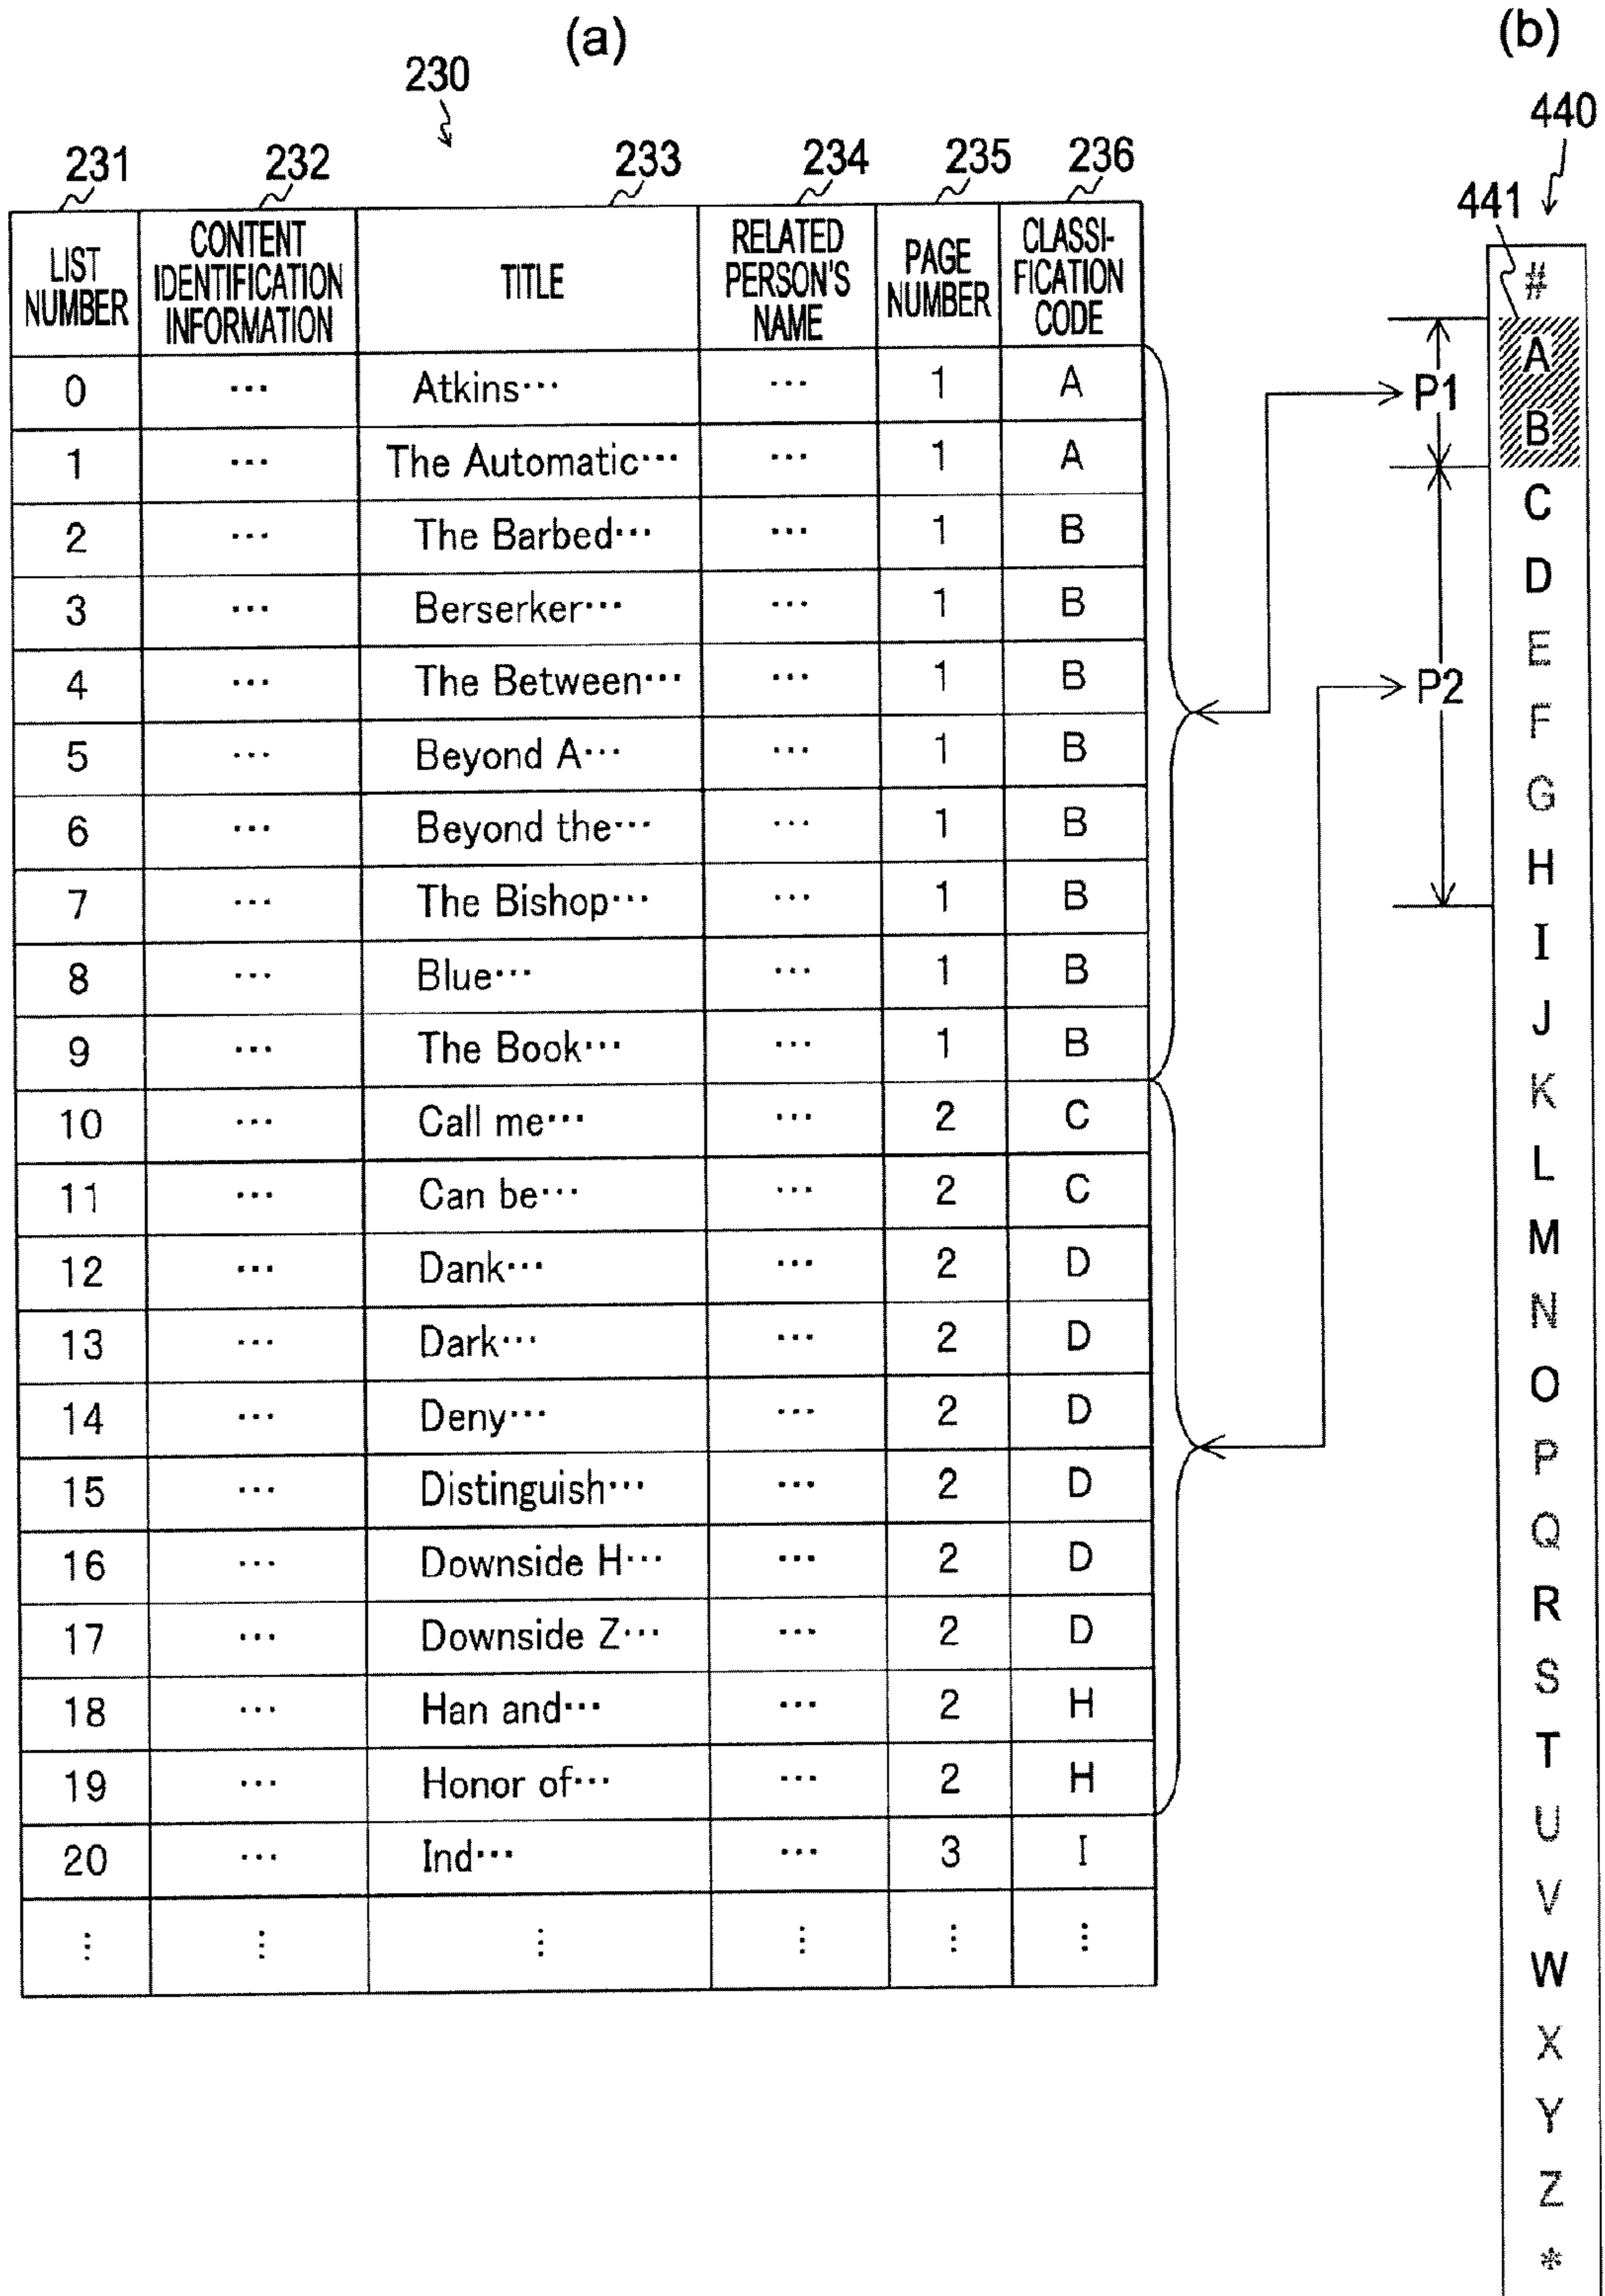 (a)
230
231 232 233 234 235 236
LIST NUMBER CONTENT IDENTIFICATION INFORMATION TITLE RELATED PERSON'S NAME PAGE NUMBER CLASSI-FICATION CODE
0 ... Atkins... ... 1 A
1 ... The Automatic... ... 1 A
2 ... The Barbed... ... 1 B
3 ... Berserker... ... 1 B
4 ... The Between... ... 1 B
5 ... Beyond A... ... 1 B
6 ... Beyond the... ... 1 B
7 ... The Bishop... ... 1 B
8 ... Blue... ... 1 B
9 ... The Book... ... 1 B
10 ... Call me... ... 2 C
11 ... Can be... ... 2 C
12 ... Dank... ... 2 D
13 ... Dark... ... 2 D
14 ... Deny... ... 2 D
15 ... Distinguish... ... 2 D
16 ... Downside H... ... 2 D
17 ... Downside Z... ... 2 D
18 ... Han and... ... 2 H
19 ... Honor of... ... 2 H
20 ... Ind... ... 3 I
⋮ ⋮ ⋮ ⋮ ⋮ ⋮
(b)
440
441
P1
P2
#
A
B
C
D
E
F
G
H
I
J
K
L
M
N
O
P
Q
R
S
T
U
V
W
X
Y
Z
*